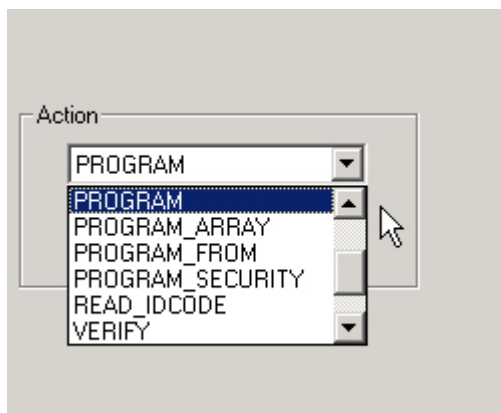 Action
PROGRAM
PROGRAM
PROGRAM_ARRAY
PROGRAM_FROM
PROGRAM_SECURITY
READ_IDCODE
VERIFY